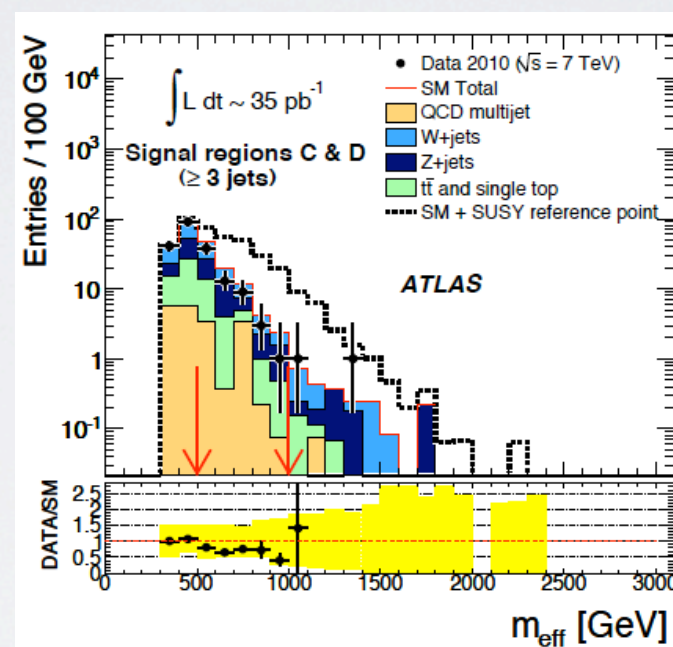 Entries / 100 GeV
10⁴
10³
10²
10
1
10⁻¹
∫ L dt ~ 35 pb⁻¹
Signal regions C & D
(≥ 3 jets)
Data 2010 (√s = 7 TeV)
SM Total
QCD multijet
W+jets
Z+jets
tt̄ and single top
SM + SUSY reference point
ATLAS
DATA/SM
2.5
2
1.5
1
0.5
0
0 500 1000 1500 2000 2500 3000
m_eff [GeV]